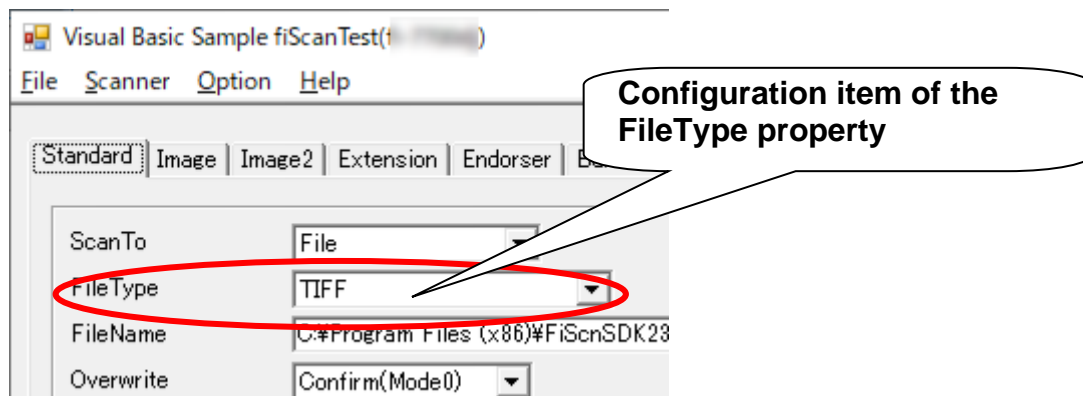 Visual Basic Sample fiScanTest(
File Scanner Option Help
Configuration item of the
FileType property
Standard Image Image2 Extension Endorser
ScanTo File
FileType TIFF
FileName C:¥Program Files (x86)¥FiScnSDK23
Overwrite Confirm(Mode0)